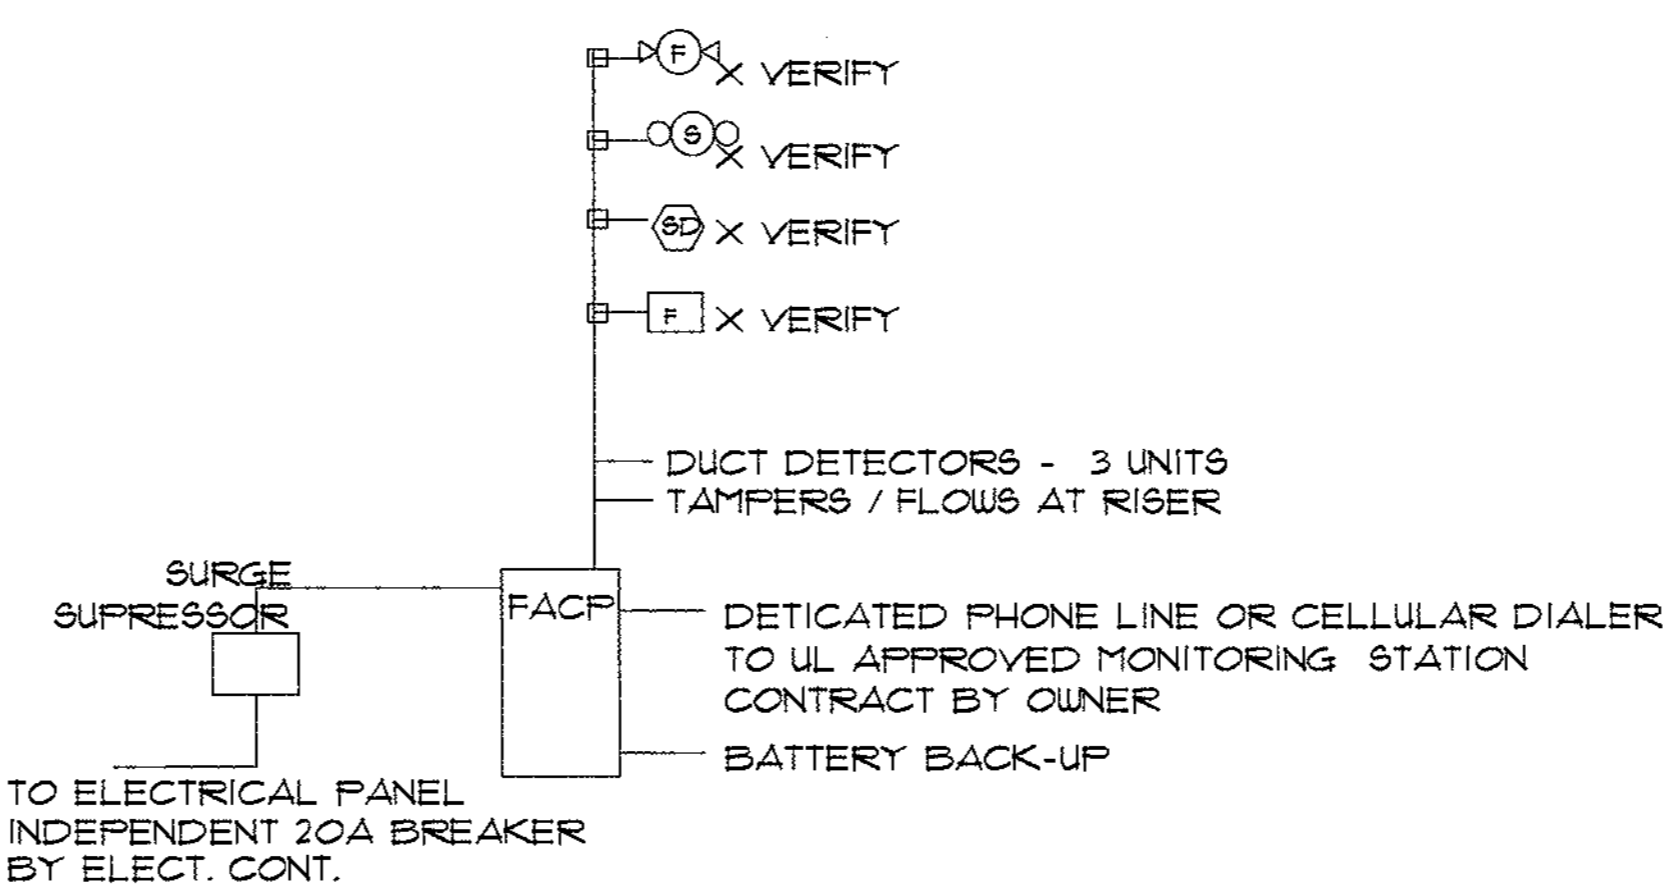 F X VERIFY
S X VERIFY
SD X VERIFY
F X VERIFY
DUCT DETECTORS - 3 UNITS
TAMPERS / FLOWS AT RISER
SURGE
SUPRESSOR
FACP
DETICATED PHONE LINE OR CELLULAR DIALER
TO UL APPROVED MONITORING STATION
CONTRACT BY OWNER
BATTERY BACK-UP
TO ELECTRICAL PANEL
INDEPENDENT 20A BREAKER
BY ELECT. CONT.